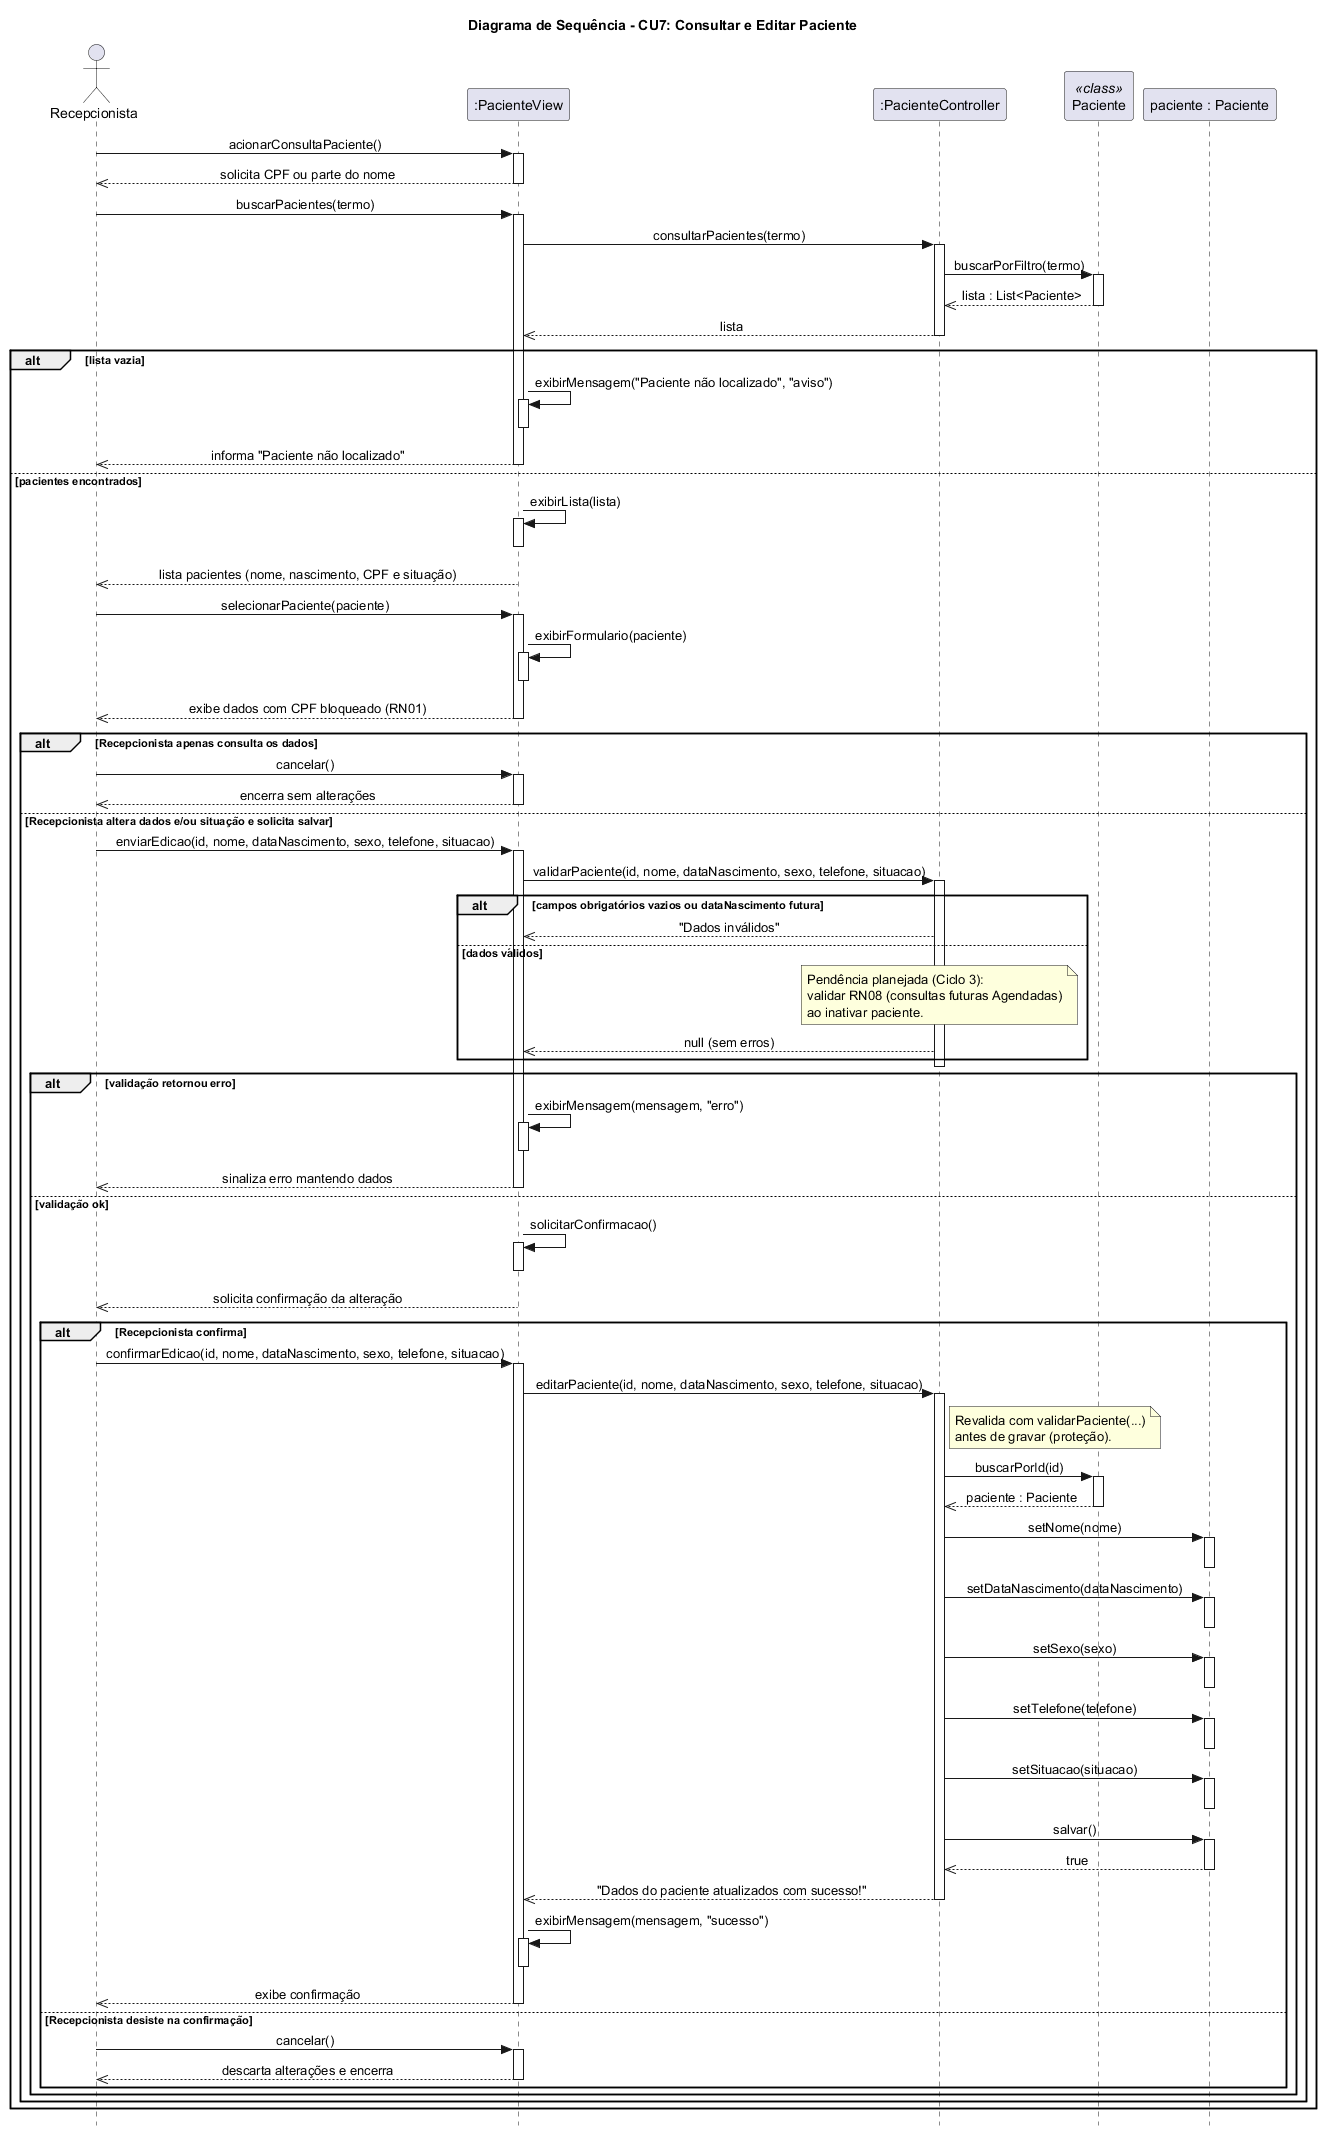 Diagrama de Sequência - CU7: Consultar e Editar Paciente
Recepcionista
:PacienteView
:PacienteController
«class»
Paciente
paciente : Paciente
acionarConsultaPaciente()
solicita CPF ou parte do nome
buscarPacientes(termo)
consultarPacientes(termo)
buscarPorFiltro(termo)
lista : List<Paciente>
lista
alt
[lista vazia]
exibirMensagem("Paciente não localizado", "aviso")
informa "Paciente não localizado"
[pacientes encontrados]
exibirLista(lista)
lista pacientes (nome, nascimento, CPF e situação)
selecionarPaciente(paciente)
exibirFormulario(paciente)
exibe dados com CPF bloqueado (RN01)
alt
[Recepcionista apenas consulta os dados]
cancelar()
encerra sem alterações
[Recepcionista altera dados e/ou situação e solicita salvar]
enviarEdicao(id, nome, dataNascimento, sexo, telefone, situacao)
validarPaciente(id, nome, dataNascimento, sexo, telefone, situacao)
alt
[campos obrigatórios vazios ou dataNascimento futura]
"Dados inválidos"
[dados válidos]
Pendência planejada (Ciclo 3):
validar RN08 (consultas futuras Agendadas)
ao inativar paciente.
null (sem erros)
alt
[validação retornou erro]
exibirMensagem(mensagem, "erro")
sinaliza erro mantendo dados
[validação ok]
solicitarConfirmacao()
solicita confirmação da alteração
alt
[Recepcionista confirma]
confirmarEdicao(id, nome, dataNascimento, sexo, telefone, situacao)
editarPaciente(id, nome, dataNascimento, sexo, telefone, situacao)
Revalida com validarPaciente(...)
antes de gravar (proteção).
buscarPorId(id)
paciente : Paciente
setNome(nome)
setDataNascimento(dataNascimento)
setSexo(sexo)
setTelefone(telefone)
setSituacao(situacao)
salvar()
true
"Dados do paciente atualizados com sucesso!"
exibirMensagem(mensagem, "sucesso")
exibe confirmação
[Recepcionista desiste na confirmação]
cancelar()
descarta alterações e encerra